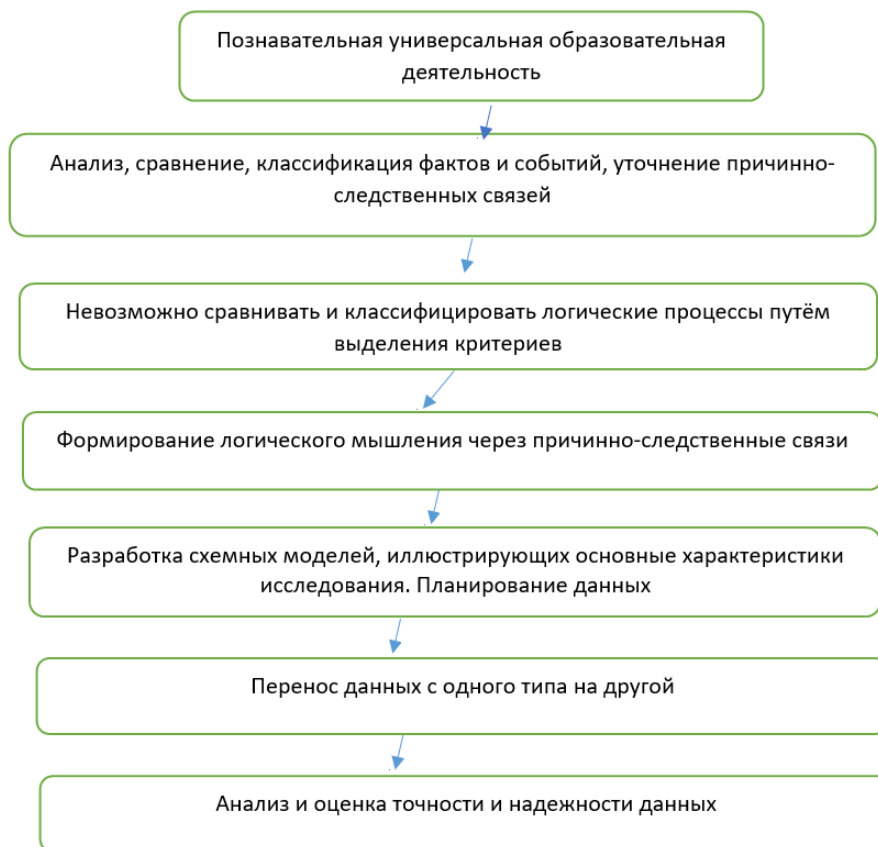 Познавательная универсальная образовательная
деятельность
Анализ, сравнение, классификация фактов и событий, уточнение причинно-
следственных связей
Невозможно сравнивать и классифицировать логические процессы путём
выделения критериев
Формирование логического мышления через причинно-следственные связи
Разработка схемных моделей, иллюстрирующих основные характеристики
исследования. Планирование данных
Перенос данных с одного типа на другой
Анализ и оценка точности и надежности данных